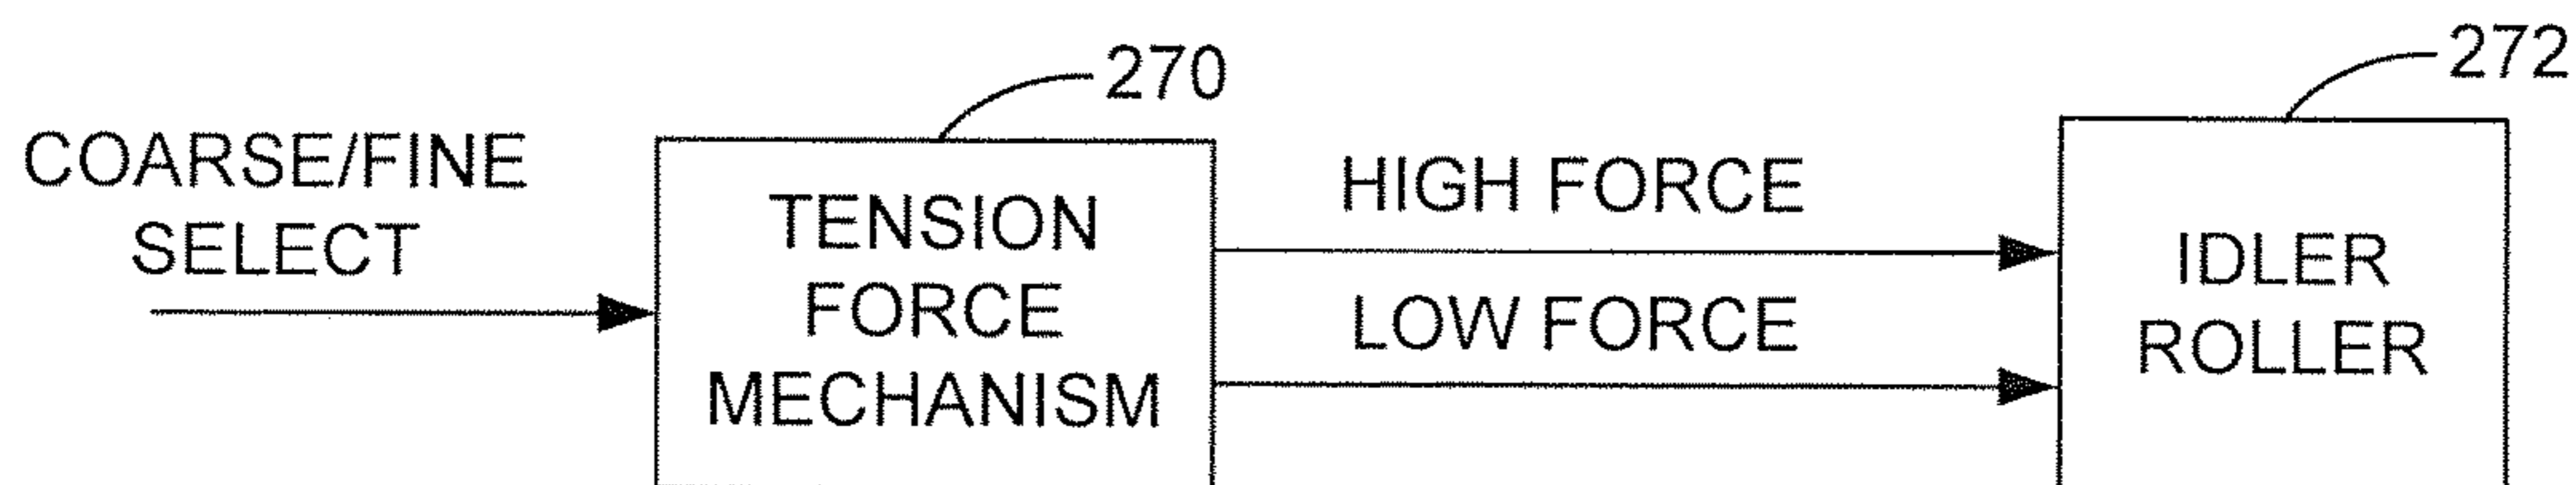 270
272
COARSE/FINE
SELECT
TENSION
FORCE
MECHANISM
HIGH FORCE
LOW FORCE
IDLER
ROLLER